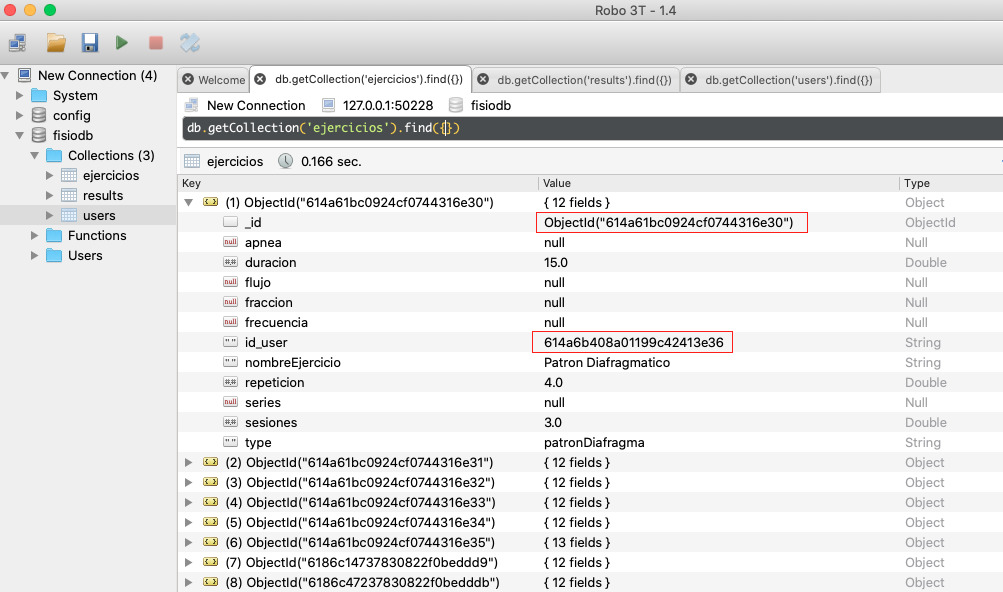 Robo 3T - 1.4
New Connection (4)
System
config
fisiodb
Collections (3)
ejercicios
results
users
Functions
Users
Welcome
db.getCollection('ejercicios').find({})
db.getCollection('results').find({})
db.getCollection('users').find({})
New Connection 127.0.0.1:50228 fisiodb
db.getCollection('ejercicios').find({})
ejercicios 0.166 sec.
Key Value Type
(1) ObjectId("614a61bc0924cf0744316e30") { 12 fields } Object
_id ObjectId("614a61bc0924cf0744316e30") ObjectId
null apnea null Null
#.# duracion 15.0 Double
null flujo null Null
null fraccion null Null
null frecuencia null Null
" " id_user 614a6b408a01199c42413e36 String
" " nombreEjercicio Patron Diafragmatico String
#.# repeticion 4.0 Double
null series null Null
#.# sesiones 3.0 Double
" " type patronDiafragma String
(2) ObjectId("614a61bc0924cf0744316e31") { 12 fields } Object
(3) ObjectId("614a61bc0924cf0744316e32") { 12 fields } Object
(4) ObjectId("614a61bc0924cf0744316e33") { 12 fields } Object
(5) ObjectId("614a61bc0924cf0744316e34") { 12 fields } Object
(6) ObjectId("614a61bc0924cf0744316e35") { 13 fields } Object
(7) ObjectId("6186c14737830822f0beddd9") { 12 fields } Object
(8) ObjectId("6186c47237830822f0bedddb") { 12 fields } Object